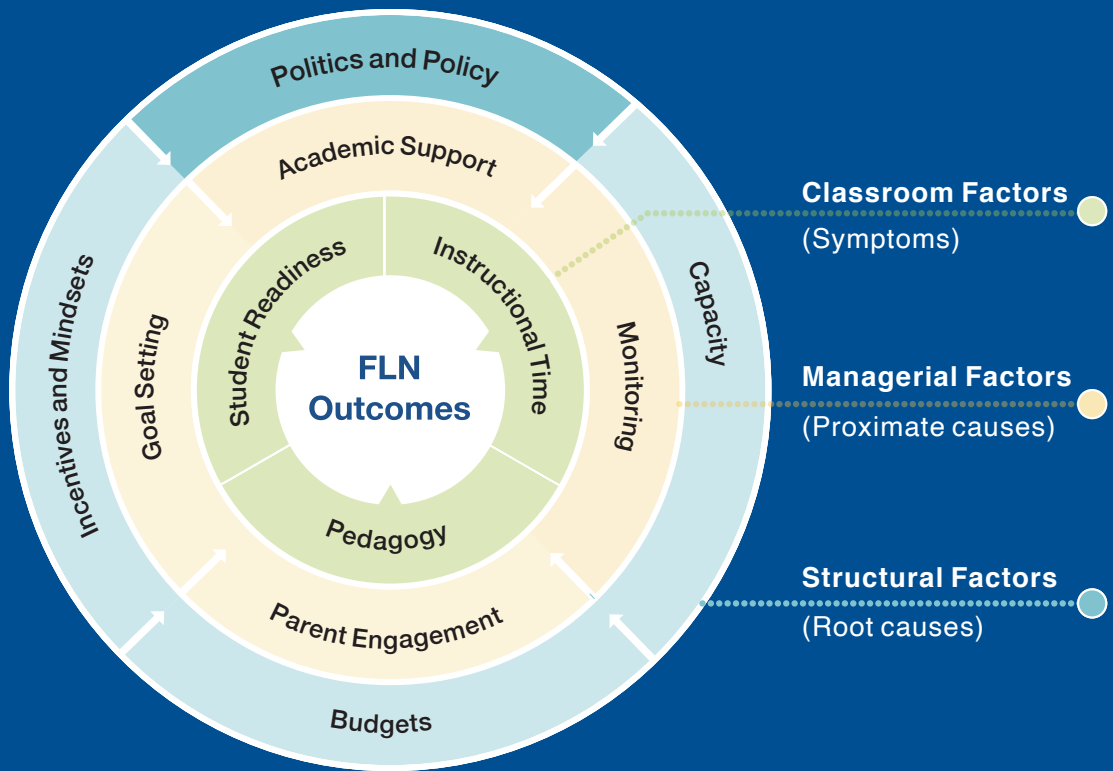 Politics and Policy
Academic Support
Student Readiness
Instructional Time
Incentives and Mindsets
Goal Setting
FLN
Outcomes
Monitoring
Capacity
Pedagogy
Parent Engagement
Budgets
Classroom Factors
(Symptoms)
Managerial Factors
(Proximate causes)
Structural Factors
(Root causes)